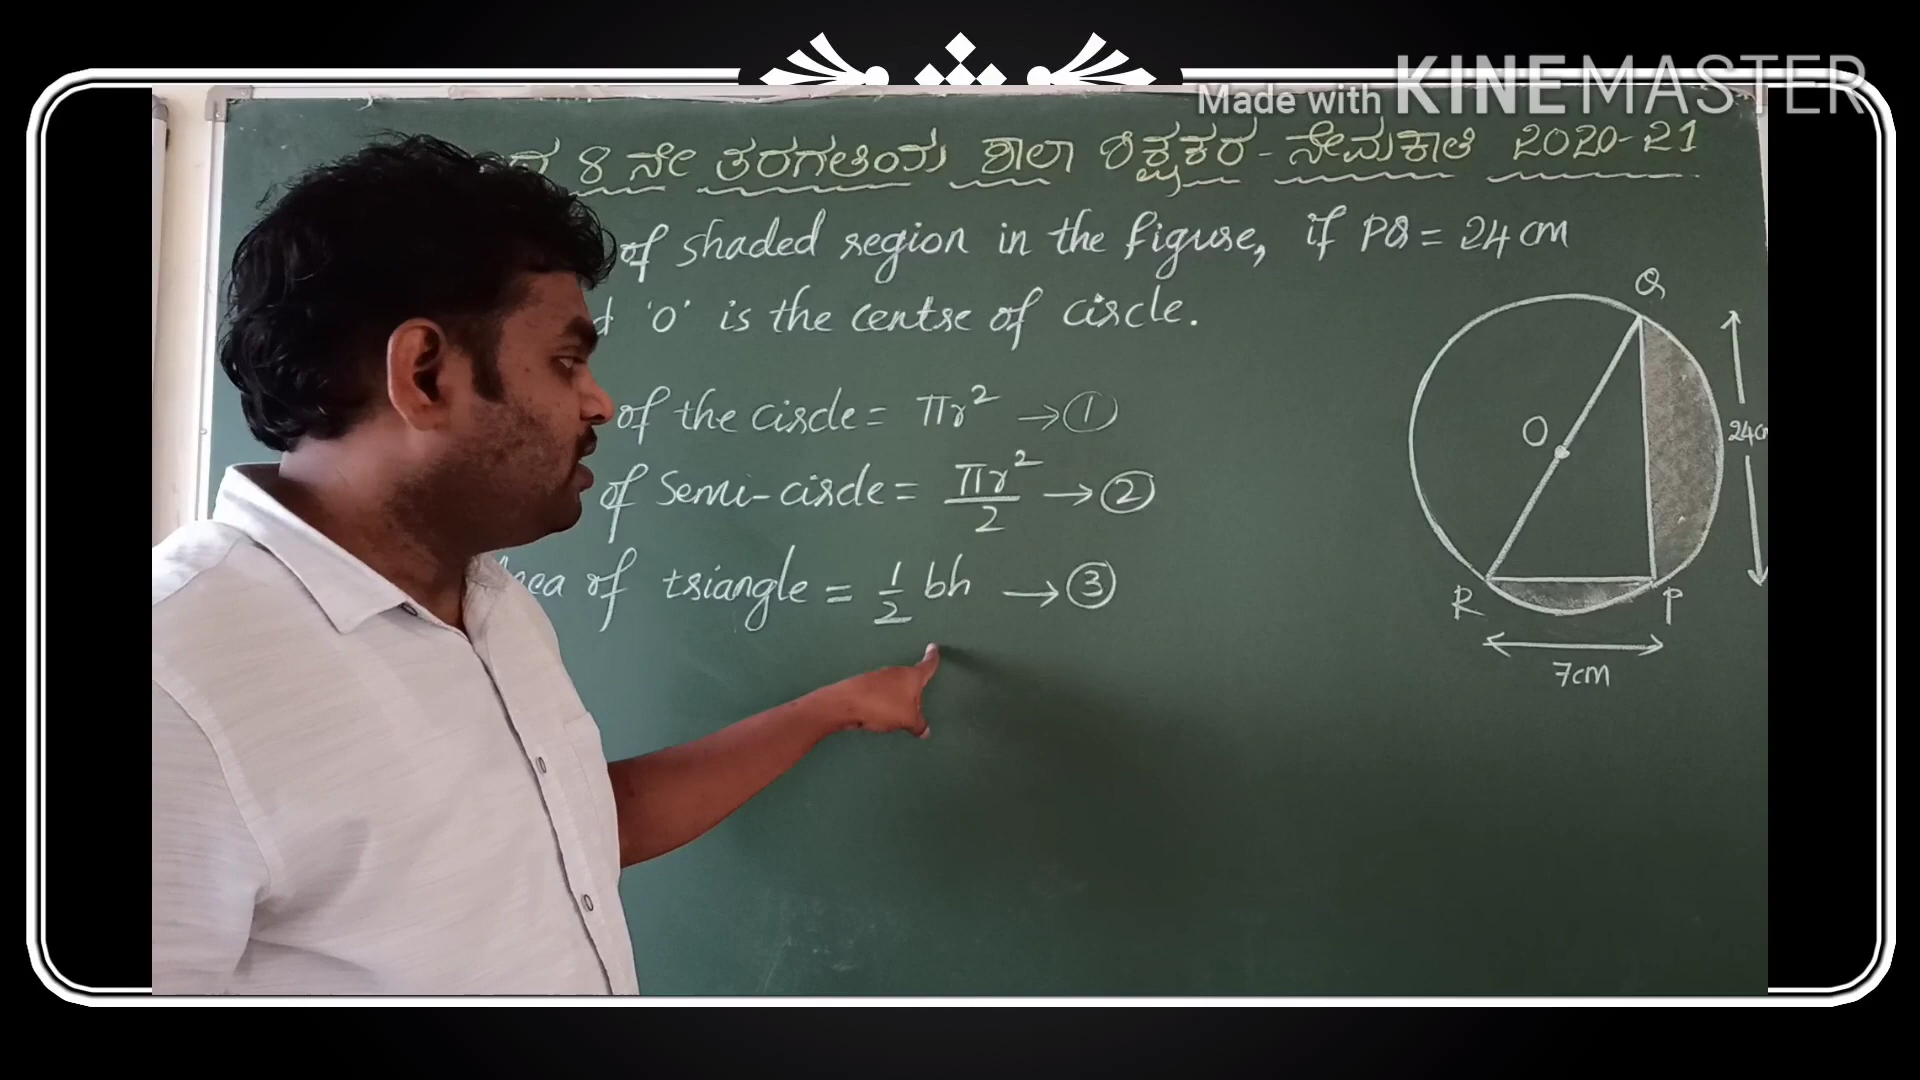 Made with KINEMASTER
8 ನೇ ತರಗತಿಯ ಶಾಲಾ ಶಿಕ್ಷಕರ - ನೇಮಕಾತಿ 2020-21
of shaded region in the figure, if PQ = 24 cm
'O' is the centre of circle.
of the circle = πr² → ①
of Semi-circle = πr²/2 → ②
Area of triangle = 1/2 bh → ③
Q
O
24cm
R
P
7cm